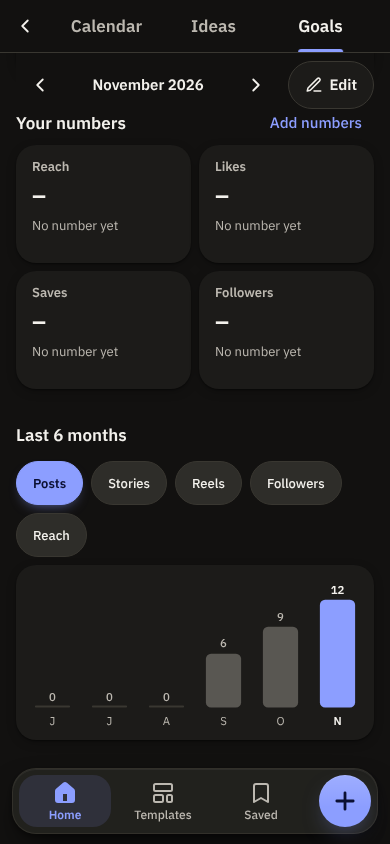 Calendar Ideas Goals
November 2026 Edit
Your numbers Add numbers
Reach Likes
– –
No number yet No number yet
Saves Followers
– –
No number yet No number yet
Last 6 months
Posts Stories Reels Followers
Reach
0 0 0 6 9 12
J J A S O N
Home Templates Saved